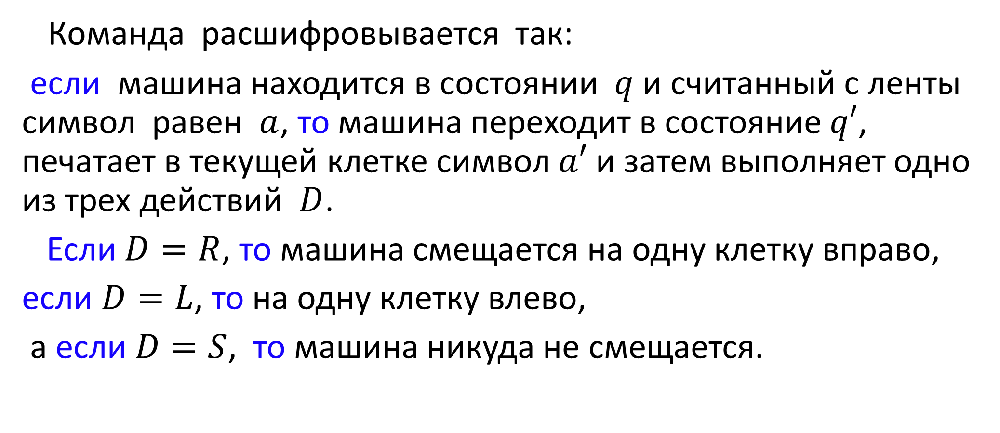 Команда расшифровывается так:
если машина находится в состоянии q и считанный с ленты
символ равен a, то машина переходит в состояние q′,
печатает в текущей клетке символ a′ и затем выполняет одно
из трех действий D.
Если D = R, то машина смещается на одну клетку вправо,
если D = L, то на одну клетку влево,
а если D = S, то машина никуда не смещается.